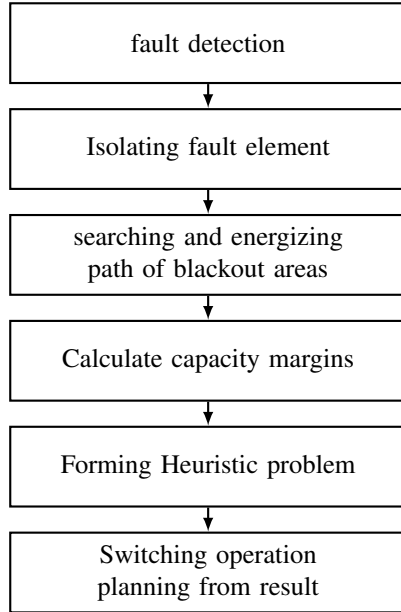 fault detection
Isolating fault element
searching and energizing
path of blackout areas
Calculate capacity margins
Forming Heuristic problem
Switching operation
planning from result